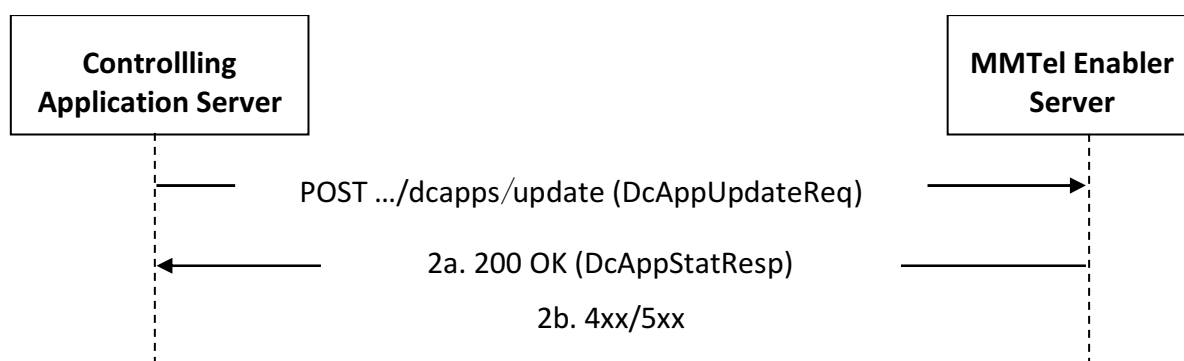 Controllling
Application Server
MMTel Enabler
Server
POST …/dcapps/update (DcAppUpdateReq)
2a. 200 OK (DcAppStatResp)
2b. 4xx/5xx